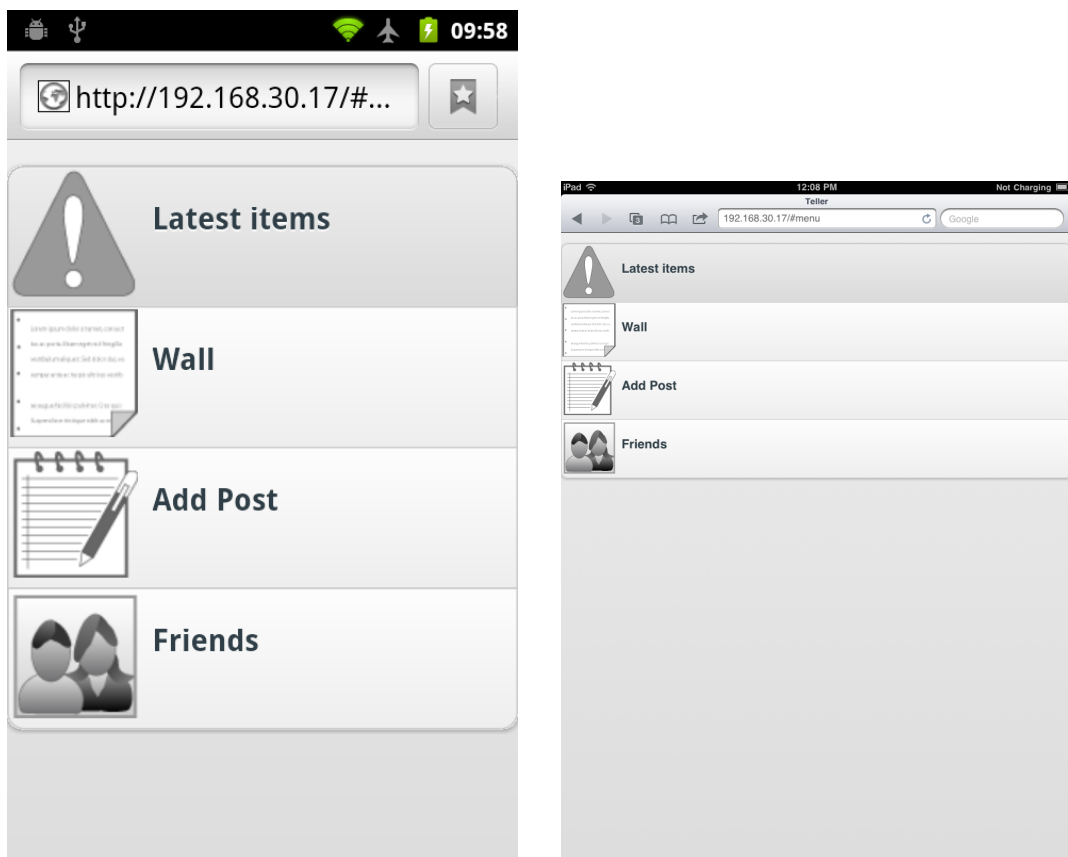 09:58
http://192.168.30.17/#...
Latest items
Wall
Add Post
Friends
iPad 12:08 PM Not Charging
Teller
192.168.30.17/#menu Google
Latest items
Wall
Add Post
Friends